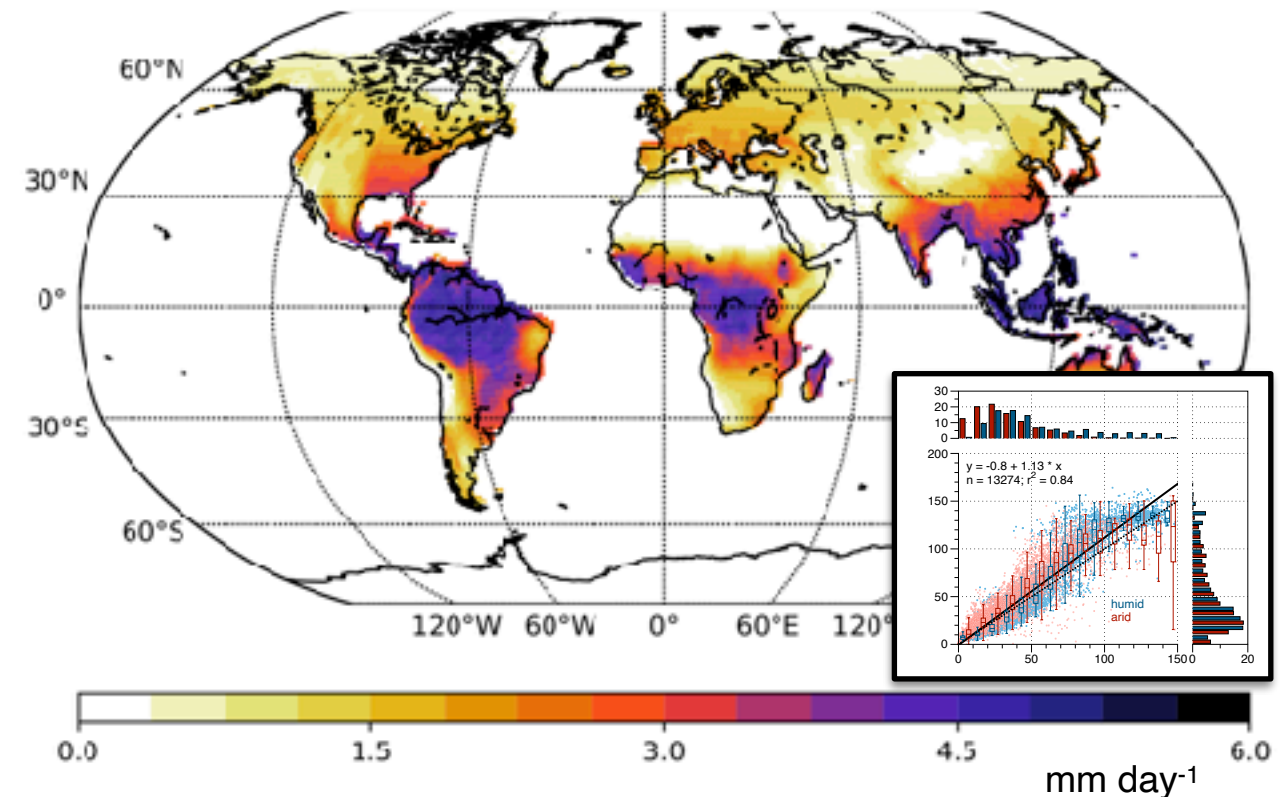 60°N
30°N
0°
30°S
60°S
120°W 60°W 0° 60°E 120°
30
20
10
0
200
150
100
50
0
y = -0.8 + 1.13 * x
n = 13274; r² = 0.84
humid
arid
0 50 100 150 0 20
0.0 1.5 3.0 4.5 6.0
mm day⁻¹